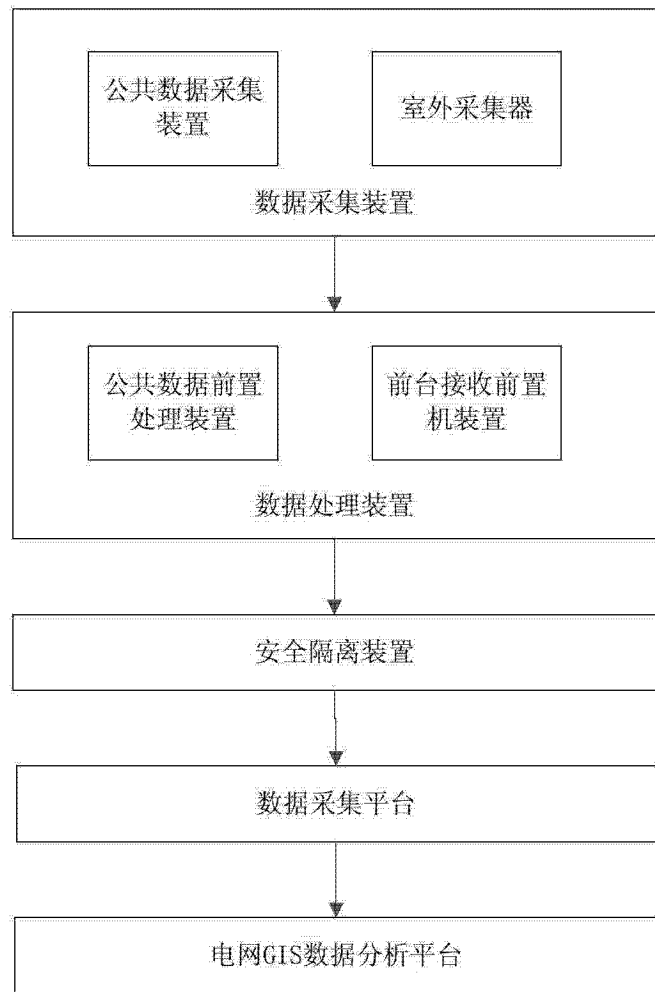 公共数据采集
装置
室外采集器
数据采集装置
公共数据前置
处理装置
前台接收前置
机装置
数据处理装置
安全隔离装置
数据采集平台
电网GIS数据分析平台